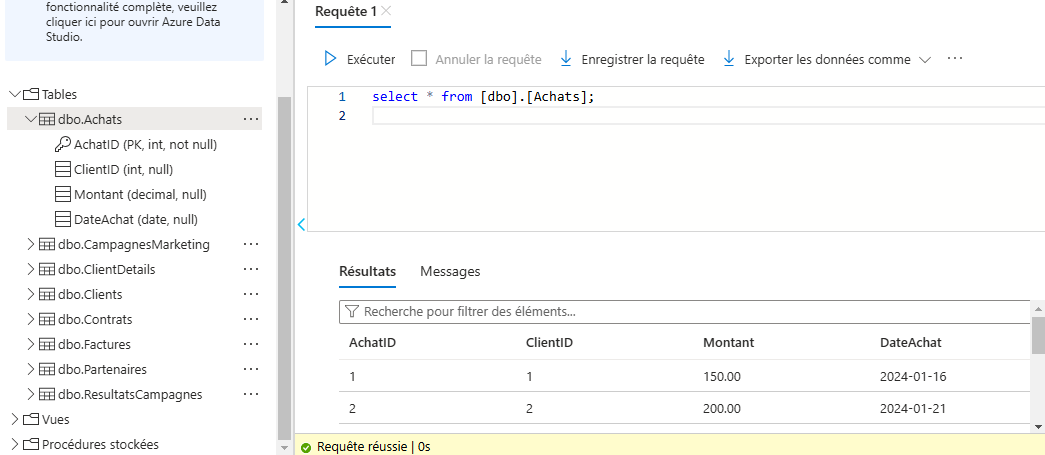 fonctionnalité complète, veuillez
cliquer ici pour ouvrir Azure Data
Studio.
Tables
dbo.Achats ...
AchatID (PK, int, not null)
ClientID (int, null)
Montant (decimal, null)
DateAchat (date, null)
dbo.CampagnesMarketing ...
dbo.ClientDetails ...
dbo.Clients ...
dbo.Contrats ...
dbo.Factures ...
dbo.Partenaires ...
dbo.ResultatsCampagnes ...
Vues
Procédures stockées
Requête 1
Exécuter Annuler la requête Enregistrer la requête Exporter les données comme ...
1 select * from [dbo].[Achats];
2
Résultats Messages
Recherche pour filtrer des éléments...
AchatID ClientID Montant DateAchat
1 1 150.00 2024-01-16
2 2 200.00 2024-01-21
Requête réussie | 0s